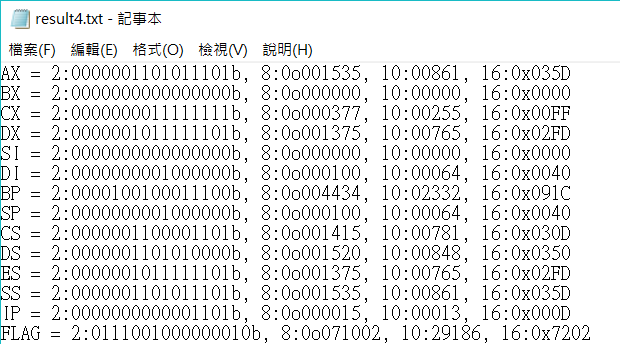 result4.txt - 記事本
檔案(F) 編輯(E) 格式(O) 檢視(V) 說明(H)
AX = 2:0000001101011101b, 8:0o001535, 10:00861, 16:0x035D
BX = 2:0000000000000000b, 8:0o000000, 10:00000, 16:0x0000
CX = 2:0000000011111111b, 8:0o000377, 10:00255, 16:0x00FF
DX = 2:0000001011111101b, 8:0o001375, 10:00765, 16:0x02FD
SI = 2:0000000000000000b, 8:0o000000, 10:00000, 16:0x0000
DI = 2:0000000001000000b, 8:0o000100, 10:00064, 16:0x0040
BP = 2:0000100100011100b, 8:0o004434, 10:02332, 16:0x091C
SP = 2:0000000001000000b, 8:0o000100, 10:00064, 16:0x0040
CS = 2:0000001100001101b, 8:0o001415, 10:00781, 16:0x030D
DS = 2:0000001101010000b, 8:0o001520, 10:00848, 16:0x0350
ES = 2:0000001011111101b, 8:0o001375, 10:00765, 16:0x02FD
SS = 2:0000001101011101b, 8:0o001535, 10:00861, 16:0x035D
IP = 2:0000000000001101b, 8:0o000015, 10:00013, 16:0x000D
FLAG = 2:0111001000000010b, 8:0o071002, 10:29186, 16:0x7202